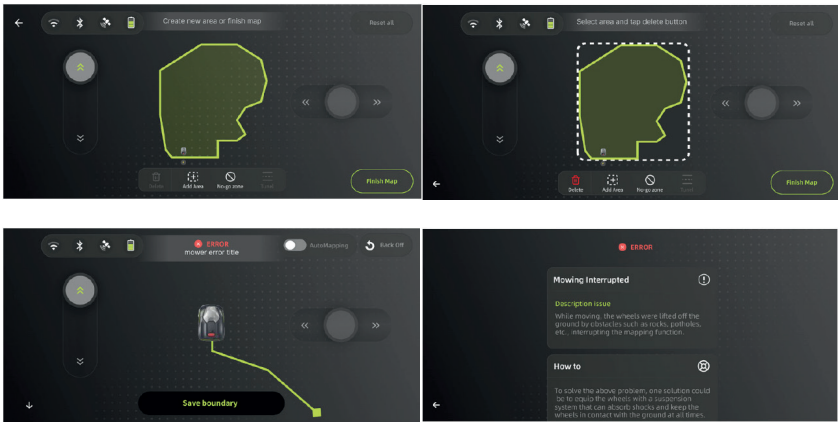 Create new area or finish map
Reset all
Delete
Add Area
No-go zone
Finish Map
Select area and tap delete button
Reset all
Delete
Add Area
No-go zone
Finish Map
ERROR
mower error title
AutoMapping
Back Off
Save boundary
ERROR
Mowing Interrupted
Description issue
While moving, the wheels were lifted off the
ground by obstacles such as rocks, potholes,
etc., interrupting the mapping function.
How to
To solve the above problem, one solution could
be to equip the wheels with a suspension
system that can absorb shocks and keep the
wheels in contact with the ground at all times.